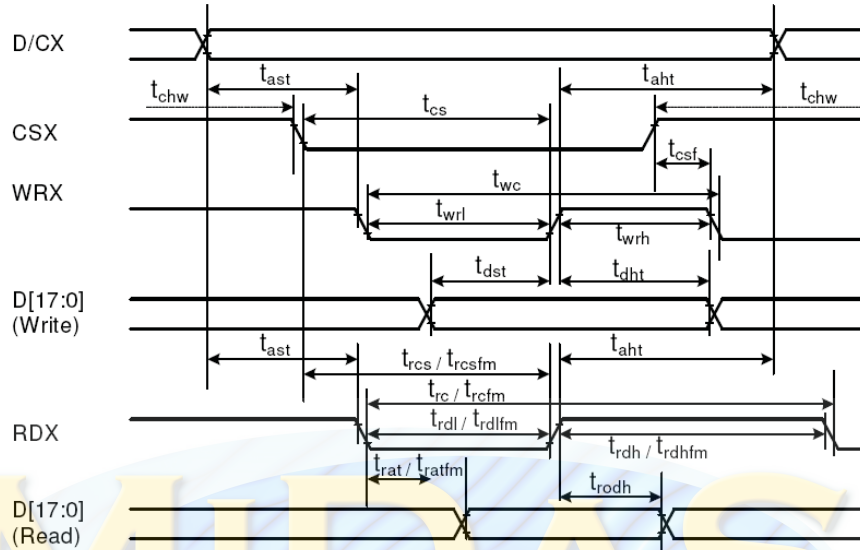 D/CX
t_ast
t_aht
t_chw
t_cs
t_chw
CSX
t_csf
WRX
t_wc
t_wrl
t_wrh
t_dst
t_dht
D[17:0]
(Write)
t_ast
t_rcs / t_rcsfm
t_aht
t_rc / t_rcfm
RDX
t_rdl / t_rdlfm
t_rdh / t_rdhfm
t_rat / t_ratfm
t_rodh
D[17:0]
(Read)
MIDAS